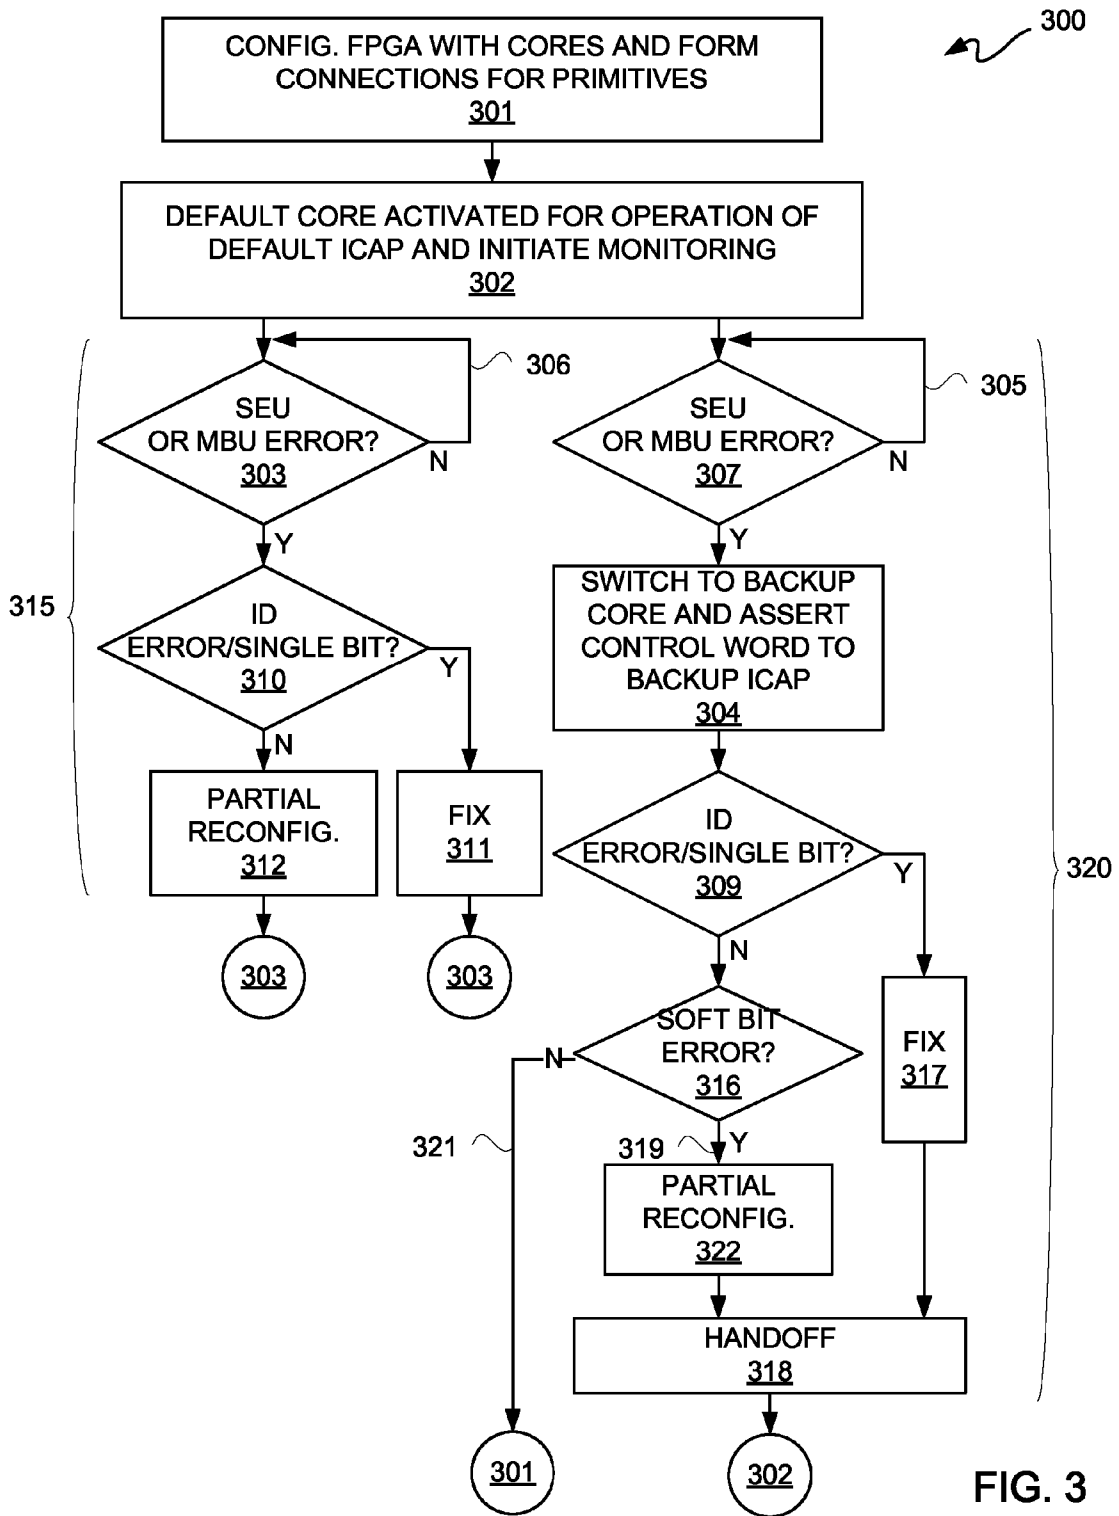 300
CONFIG. FPGA WITH CORES AND FORM
CONNECTIONS FOR PRIMITIVES
301
DEFAULT CORE ACTIVATED FOR OPERATION OF
DEFAULT ICAP AND INITIATE MONITORING
302
306
305
SEU
OR MBU ERROR?
303
N
Y
SEU
OR MBU ERROR?
307
N
Y
315
ID
ERROR/SINGLE BIT?
310
Y
N
SWITCH TO BACKUP
CORE AND ASSERT
CONTROL WORD TO
BACKUP ICAP
304
PARTIAL
RECONFIG.
312
FIX
311
303
303
ID
ERROR/SINGLE BIT?
309
Y
N
320
SOFT BIT
ERROR?
316
N
Y
FIX
317
321
319
PARTIAL
RECONFIG.
322
HANDOFF
318
301
302
FIG. 3